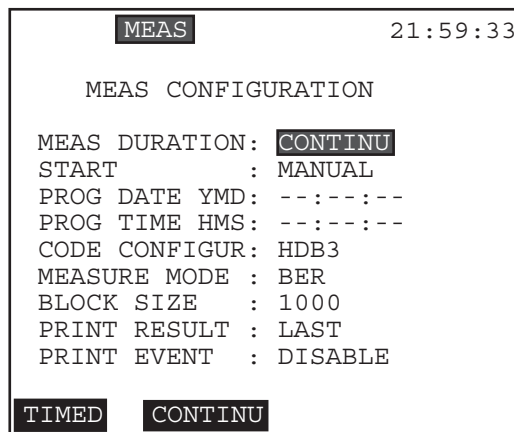 MEAS 21:59:33
MEAS CONFIGURATION
MEAS DURATION: CONTINU
START : MANUAL
PROG DATE YMD: --:--:--
PROG TIME HMS: --:--:--
CODE CONFIGUR: HDB3
MEASURE MODE : BER
BLOCK SIZE : 1000
PRINT RESULT : LAST
PRINT EVENT : DISABLE
TIMED CONTINU